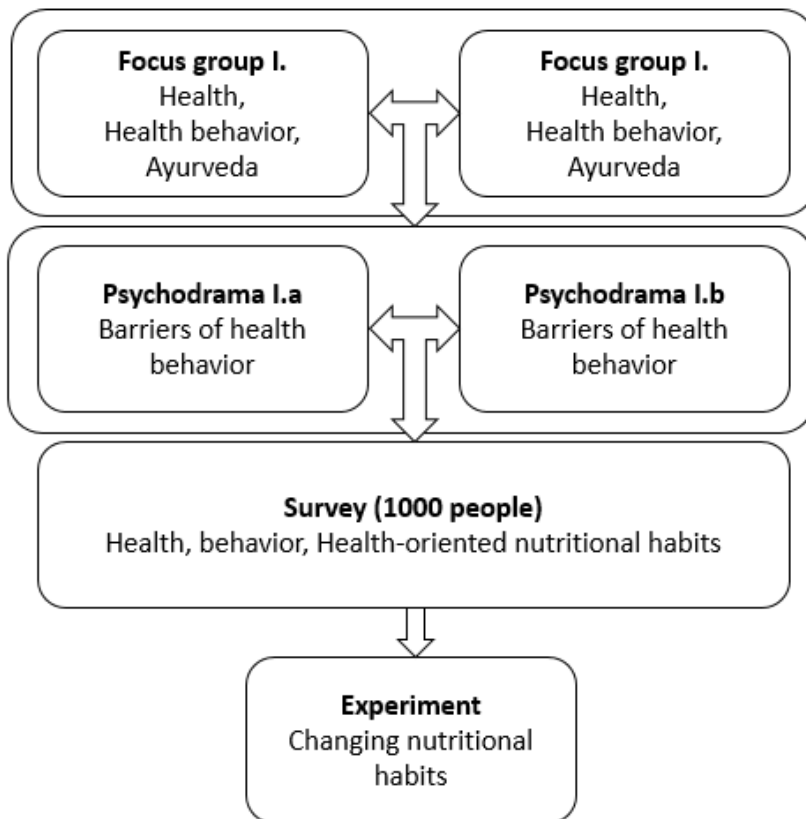 Focus group I.
Health,
Health behavior,
Ayurveda
Focus group I.
Health,
Health behavior,
Ayurveda
Psychodrama I.a
Barriers of health
behavior
Psychodrama I.b
Barriers of health
behavior
Survey (1000 people)
Health, behavior, Health-oriented nutritional habits
Experiment
Changing nutritional
habits